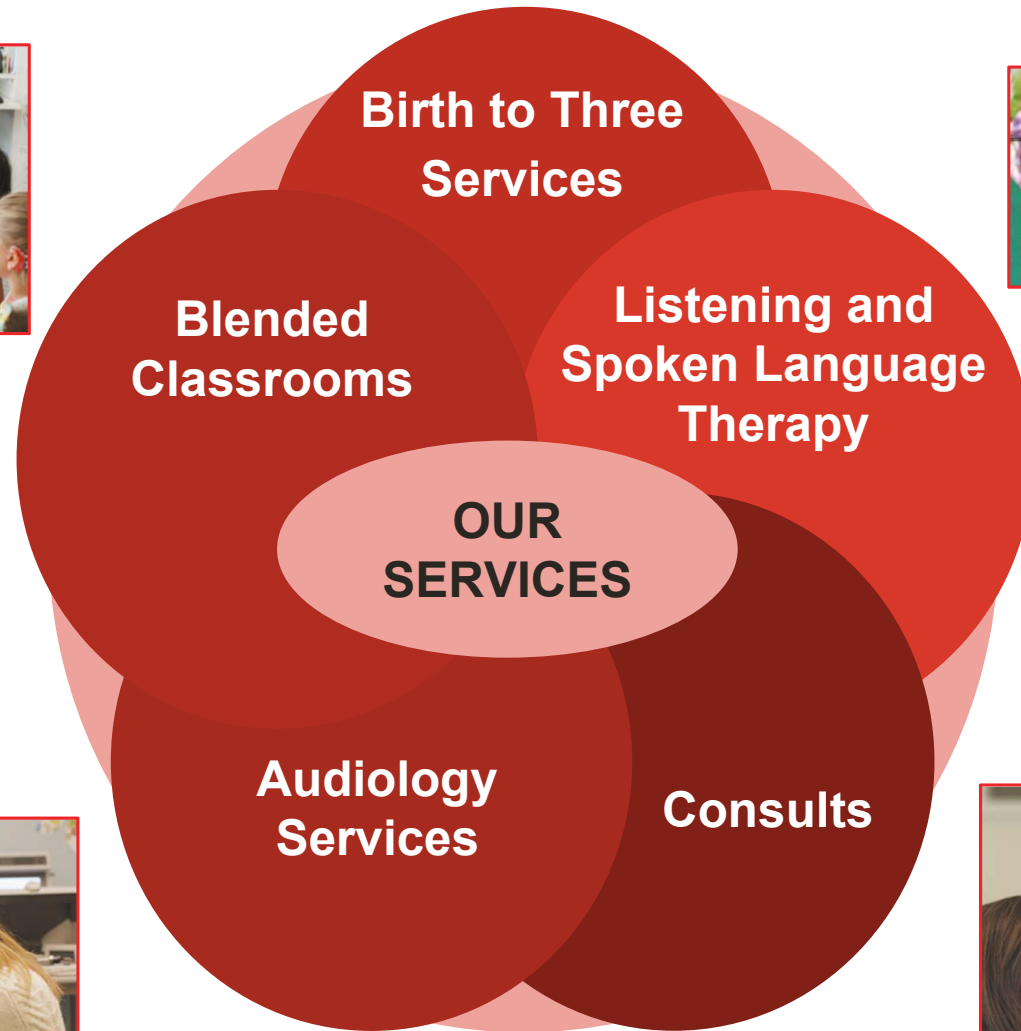 Birth to Three
Services
Listening and
Spoken Language
Therapy
Blended
Classrooms
OUR
SERVICES
Audiology
Services
Consults